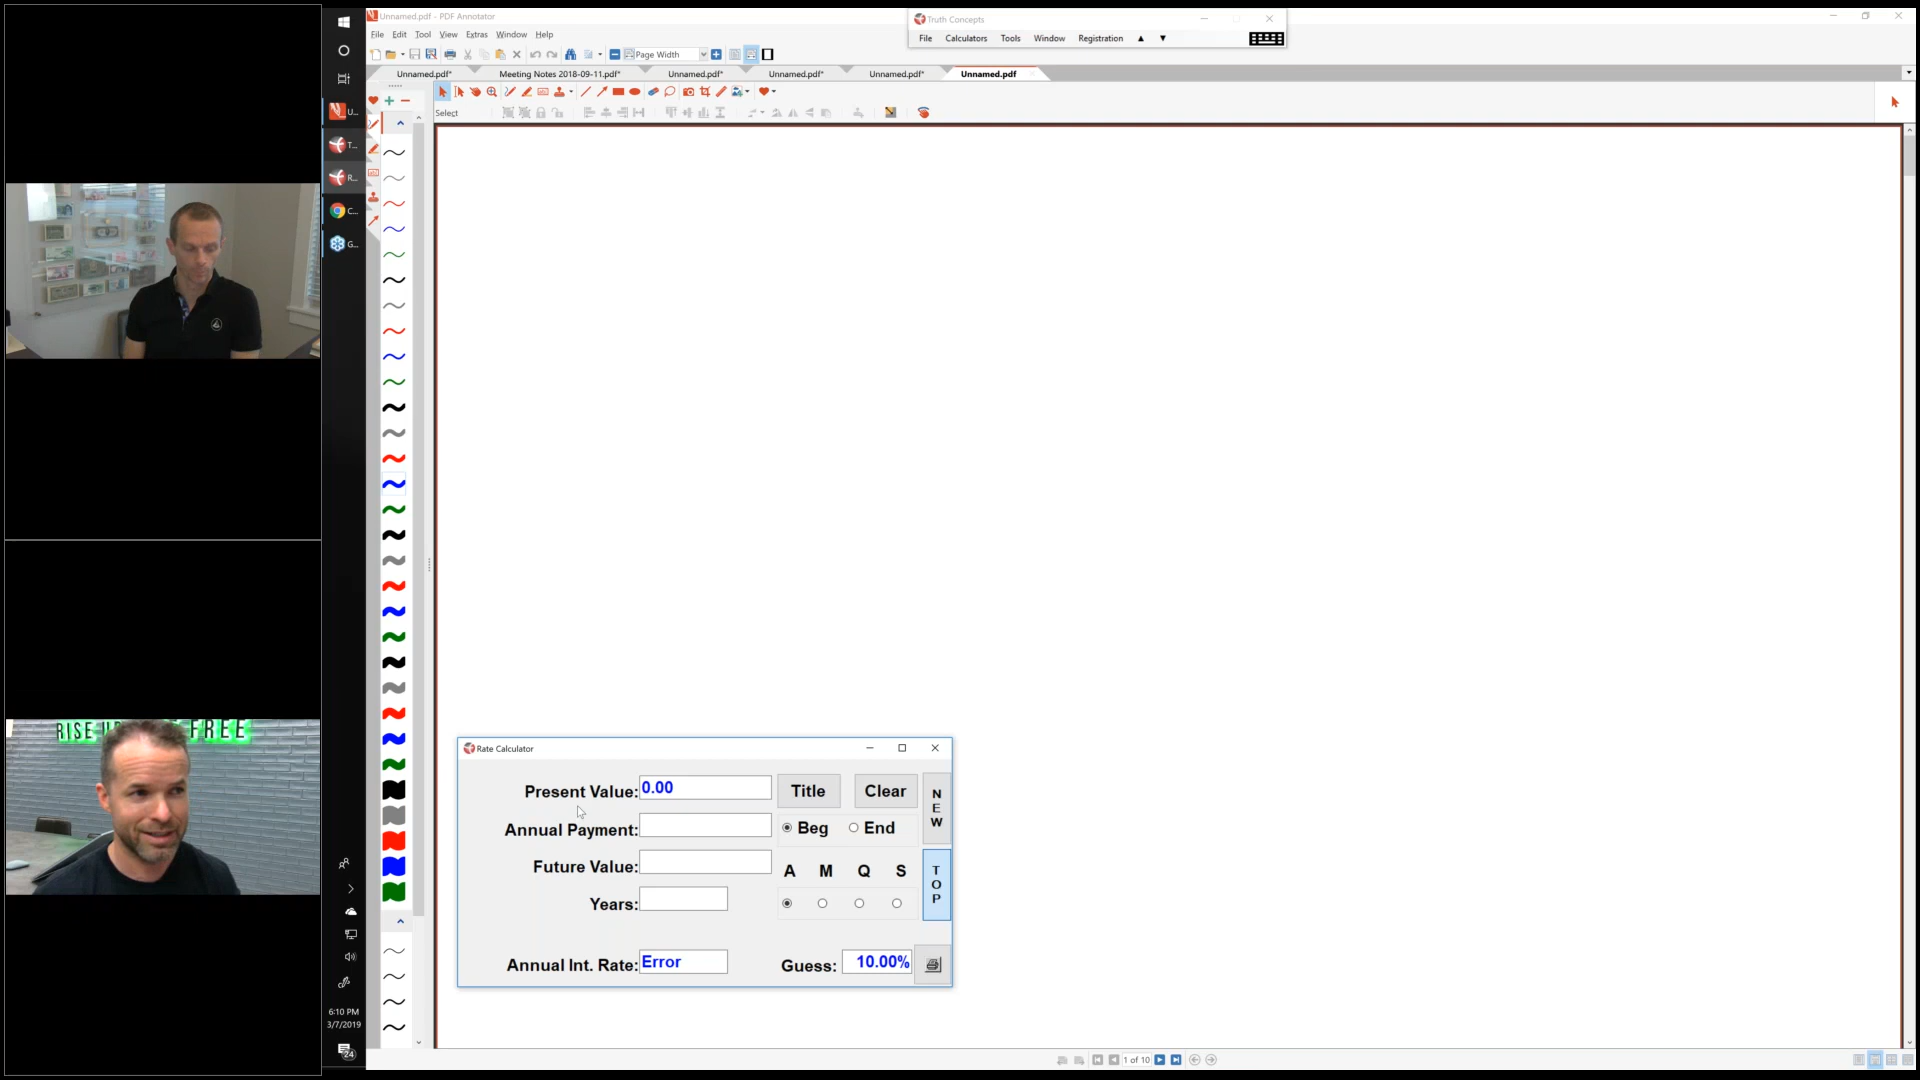 Unnamed.pdf - PDF Annotator
Truth Concepts
File Edit Tool View Extras Window Help
File Calculators Tools Window Registration
Page Width
Unnamed.pdf* Meeting Notes 2018-09-11.pdf* Unnamed.pdf* Unnamed.pdf* Unnamed.pdf* Unnamed.pdf
Select
U...
T...
R...
C...
G...
RISE FREE
Rate Calculator
Present Value: 0.00 Title Clear NEW
Annual Payment: Beg End
Future Value: A M Q S TOP
Years:
Annual Int. Rate: Error Guess: 10.00%
6:10 PM
3/7/2019
24
1 of 10